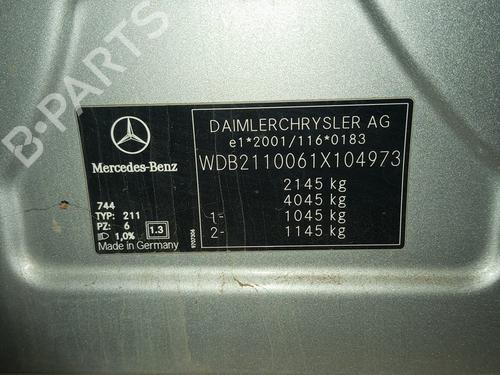 B-PARTS
DAIMLERCHRYSLER AG
e1*2001/116*0183
WDB2110061X104973
2145 kg
4045 kg
1- 1045 kg
2- 1145 kg
Mercedes-Benz
744
TYP: 211
PZ: 6
1,0% 1.3
Made in Germany